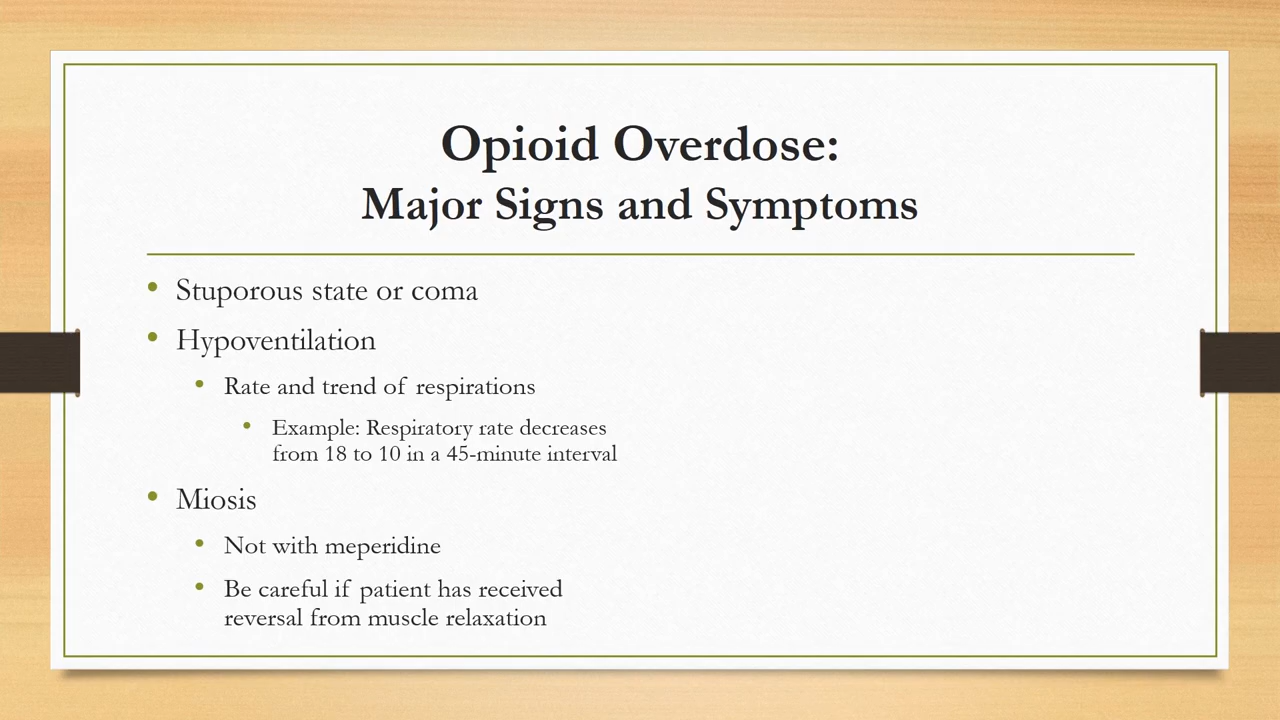 Opioid Overdose:
Major Signs and Symptoms
• Stuporous state or coma
• Hypoventilation
• Rate and trend of respirations
• Example: Respiratory rate decreases
from 18 to 10 in a 45-minute interval
• Miosis
• Not with meperidine
• Be careful if patient has received
reversal from muscle relaxation